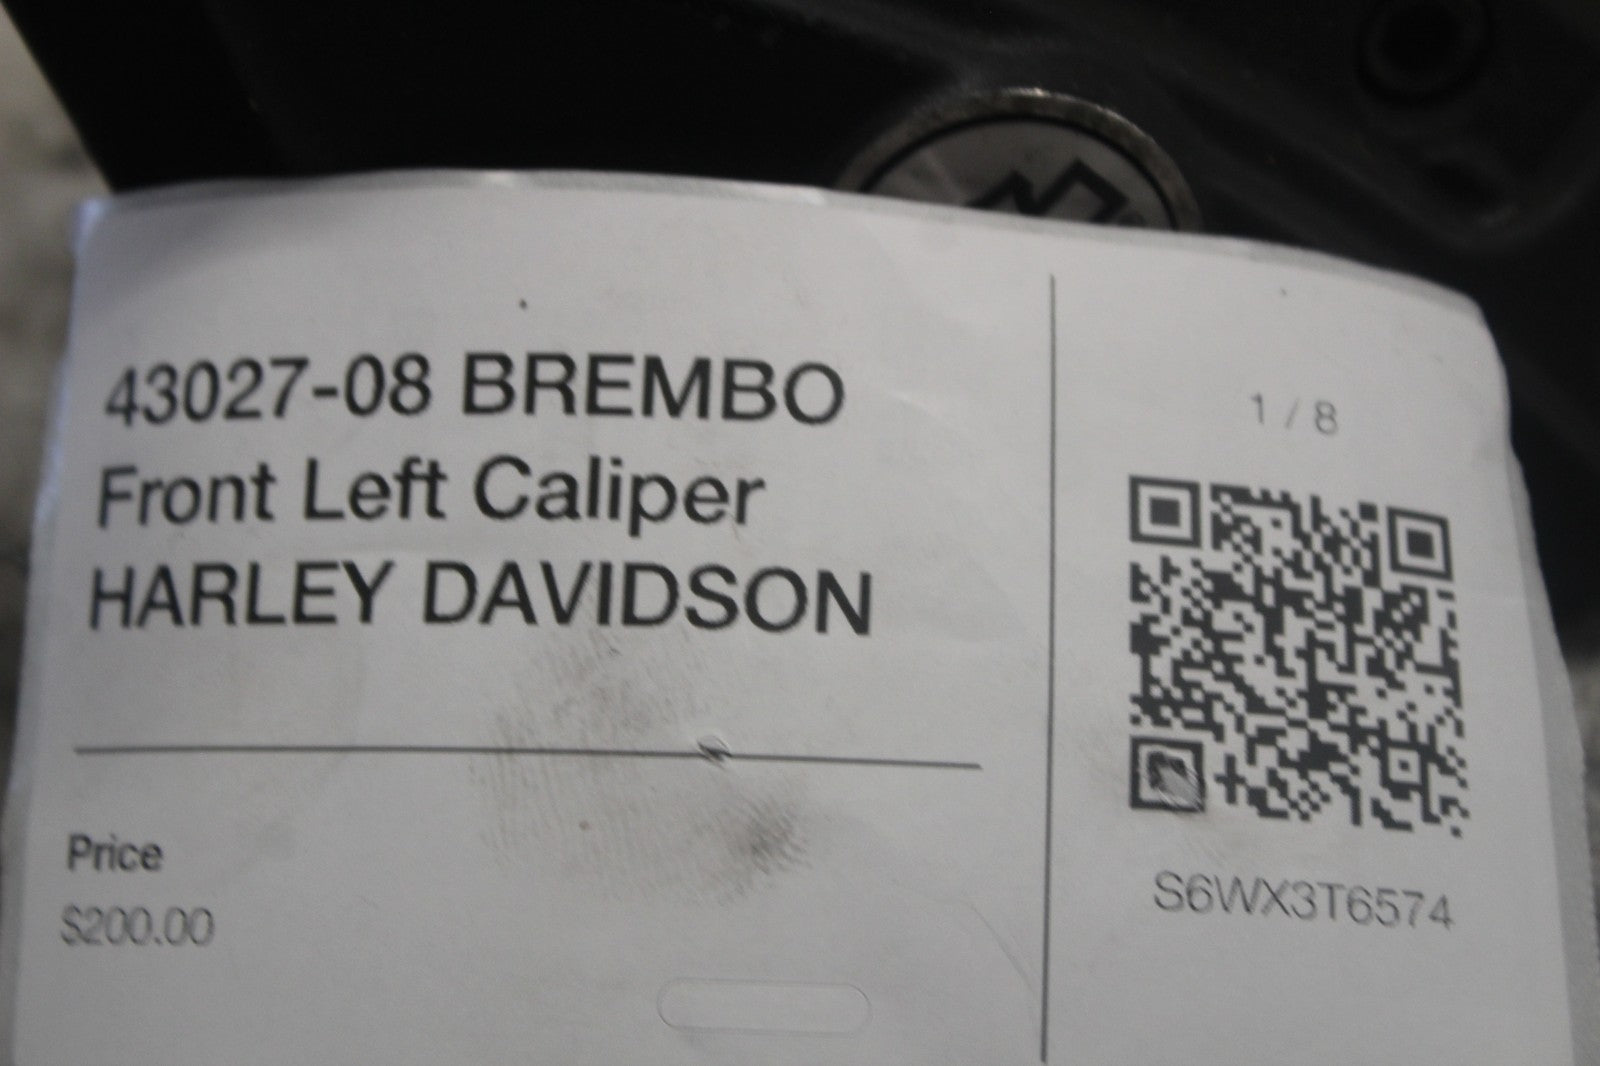 43027-08 BREMBO
Front Left Caliper
HARLEY DAVIDSON
Price
$200.00
1 / 8
S6WX3T6574